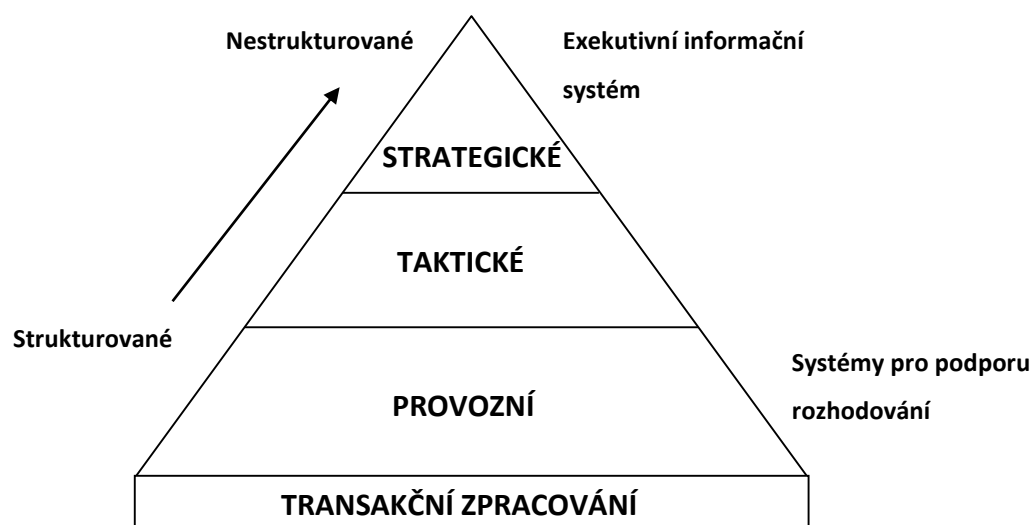 Nestrukturované
Exekutivní informační
systém
STRATEGICKÉ
TAKTICKÉ
Strukturované
Systémy pro podporu
rozhodování
PROVOZNÍ
TRANSAKČNÍ ZPRACOVÁNÍ